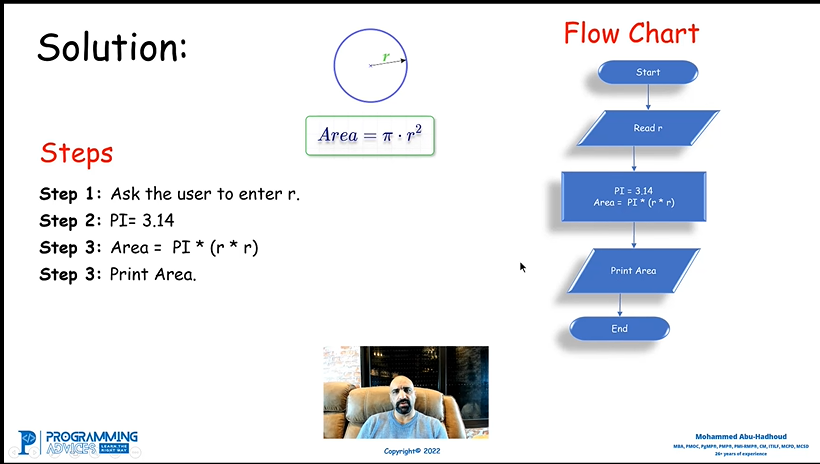 Solution:
r
Area = π · r²
Steps
Step 1: Ask the user to enter r.
Step 2: PI= 3.14
Step 3: Area = PI * (r * r)
Step 3: Print Area.
Flow Chart
Start
Read r
PI = 3.14
Area = PI * (r * r)
Print Area
End
PROGRAMMING
ADVICES LEARN THE RIGHT WAY
Copyright© 2022
Mohammed Abu-Hadhoud
MBA, PMOC, PgMP®, PMP®, PMI-RMP®, CM, ITILF, MCPD, MCSD
26+ years of experience